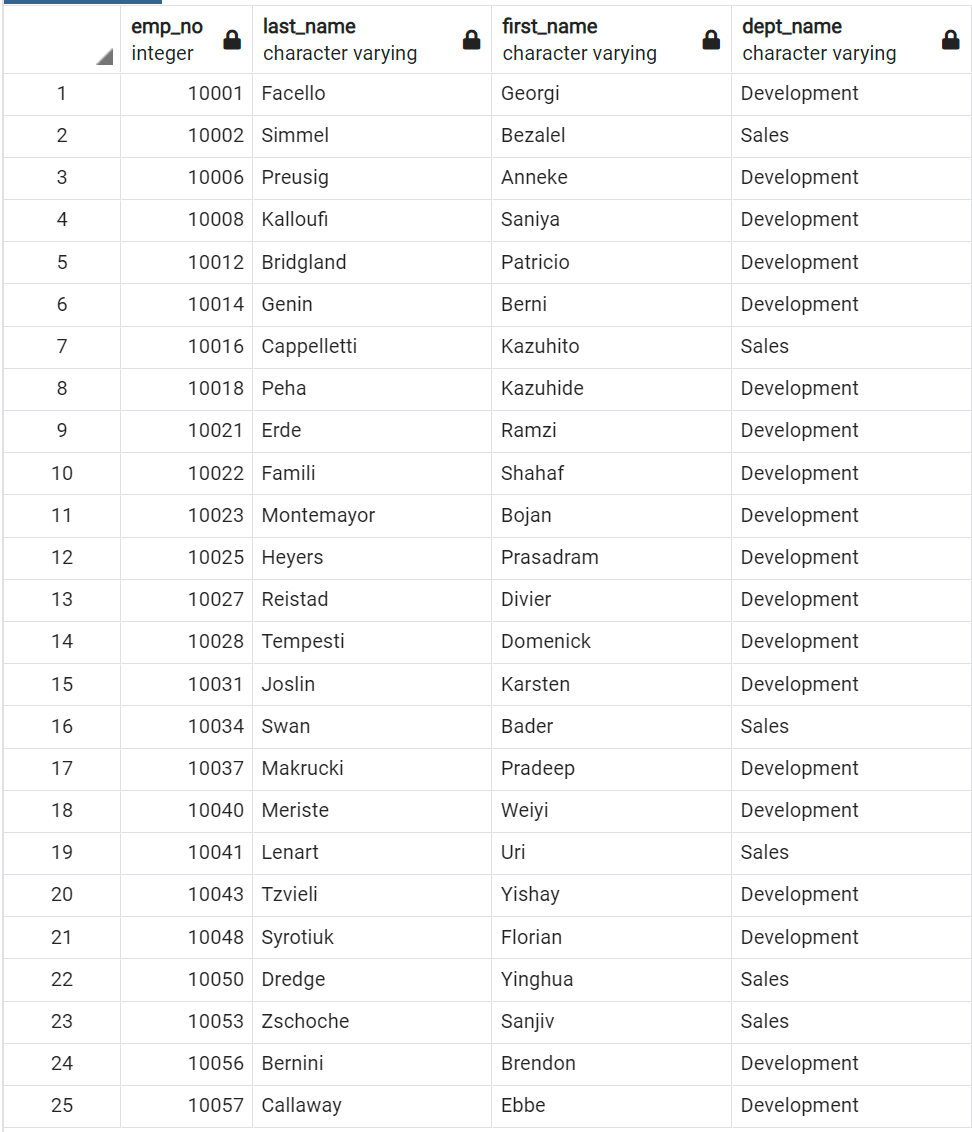 emp_no last_name first_name dept_name
integer character varying character varying character varying
1 10001 Facello Georgi Development
2 10002 Simmel Bezalel Sales
3 10006 Preusig Anneke Development
4 10008 Kalloufi Saniya Development
5 10012 Bridgland Patricio Development
6 10014 Genin Berni Development
7 10016 Cappelletti Kazuhito Sales
8 10018 Peha Kazuhide Development
9 10021 Erde Ramzi Development
10 10022 Famili Shahaf Development
11 10023 Montemayor Bojan Development
12 10025 Heyers Prasadram Development
13 10027 Reistad Divier Development
14 10028 Tempesti Domenick Development
15 10031 Joslin Karsten Development
16 10034 Swan Bader Sales
17 10037 Makrucki Pradeep Development
18 10040 Meriste Weiyi Development
19 10041 Lenart Uri Sales
20 10043 Tzvieli Yishay Development
21 10048 Syrotiuk Florian Development
22 10050 Dredge Yinghua Sales
23 10053 Zschoche Sanjiv Sales
24 10056 Bernini Brendon Development
25 10057 Callaway Ebbe Development